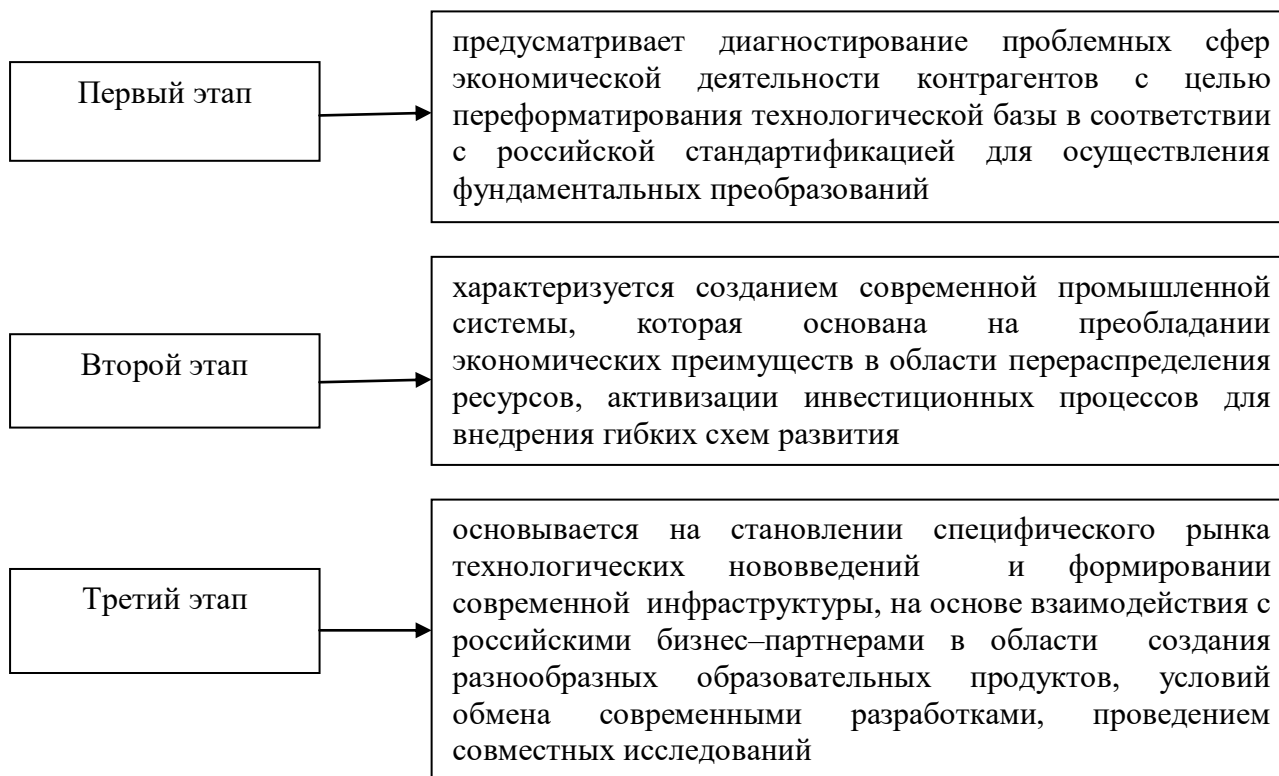 Первый этап
предусматривает диагностирование проблемных сфер
экономической деятельности контрагентов с целью
переформатирования технологической базы в соответствии
с российской стандартификацией для осуществления
фундаментальных преобразований
Второй этап
характеризуется созданием современной промышленной
системы, которая основана на преобладании
экономических преимуществ в области перераспределения
ресурсов, активизации инвестиционных процессов для
внедрения гибких схем развития
Третий этап
основывается на становлении специфического рынка
технологических нововведений и формировании
современной инфраструктуры, на основе взаимодействия с
российскими бизнес–партнерами в области создания
разнообразных образовательных продуктов, условий
обмена современными разработками, проведением
совместных исследований